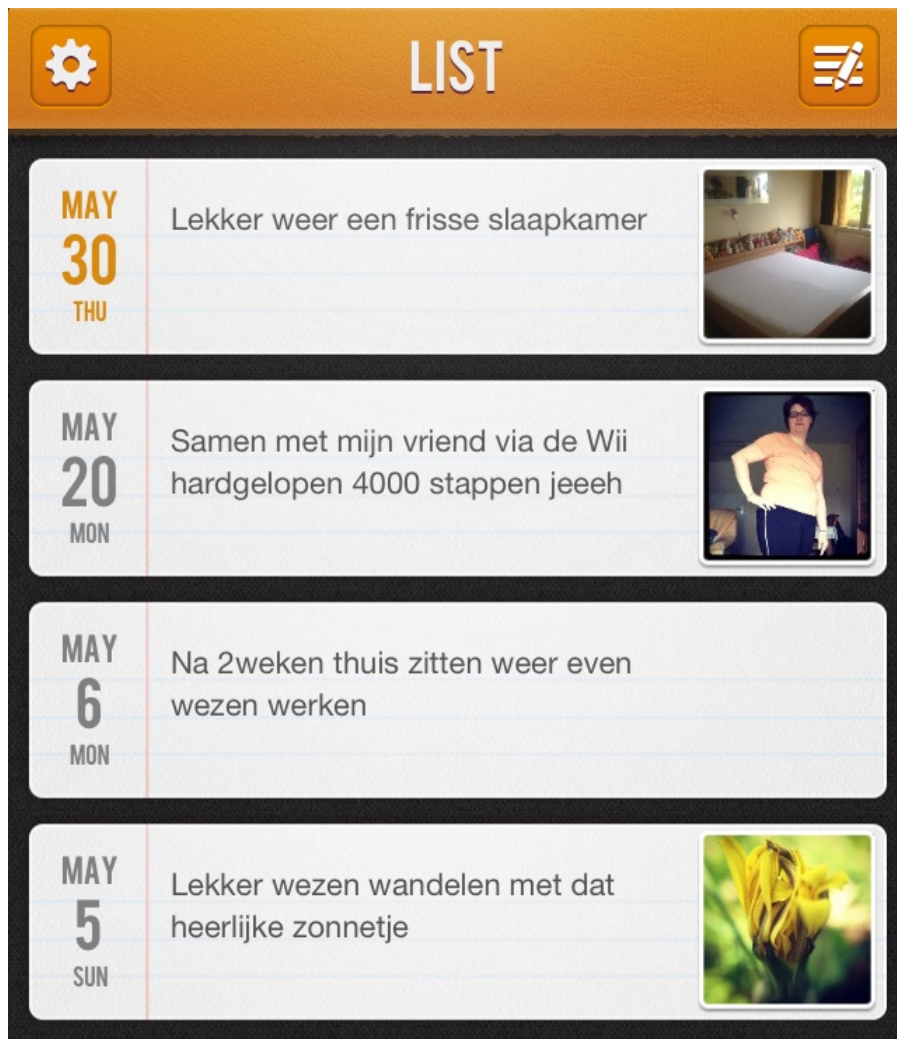 LIST
MAY
30
THU
Lekker weer een frisse slaapkamer
MAY
20
MON
Samen met mijn vriend via de Wii
hardgelopen 4000 stappen jeeeh
MAY
6
MON
Na 2weken thuis zitten weer even
wezen werken
MAY
5
SUN
Lekker wezen wandelen met dat
heerlijke zonnetje